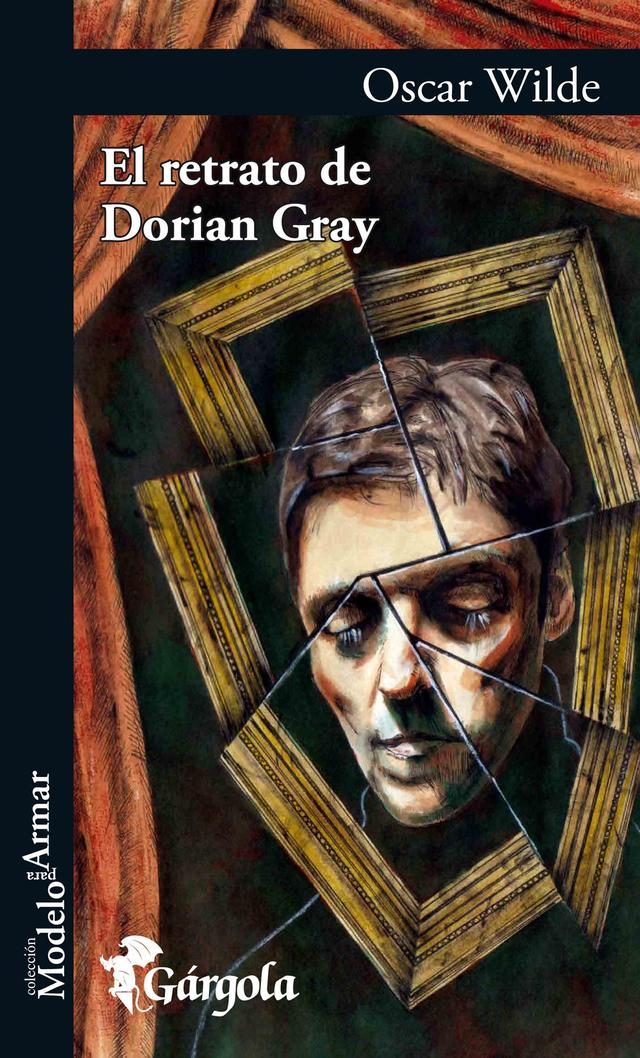 Oscar Wilde
El retrato de
Dorian Gray
colección
Modelo para Armar
Gárgola